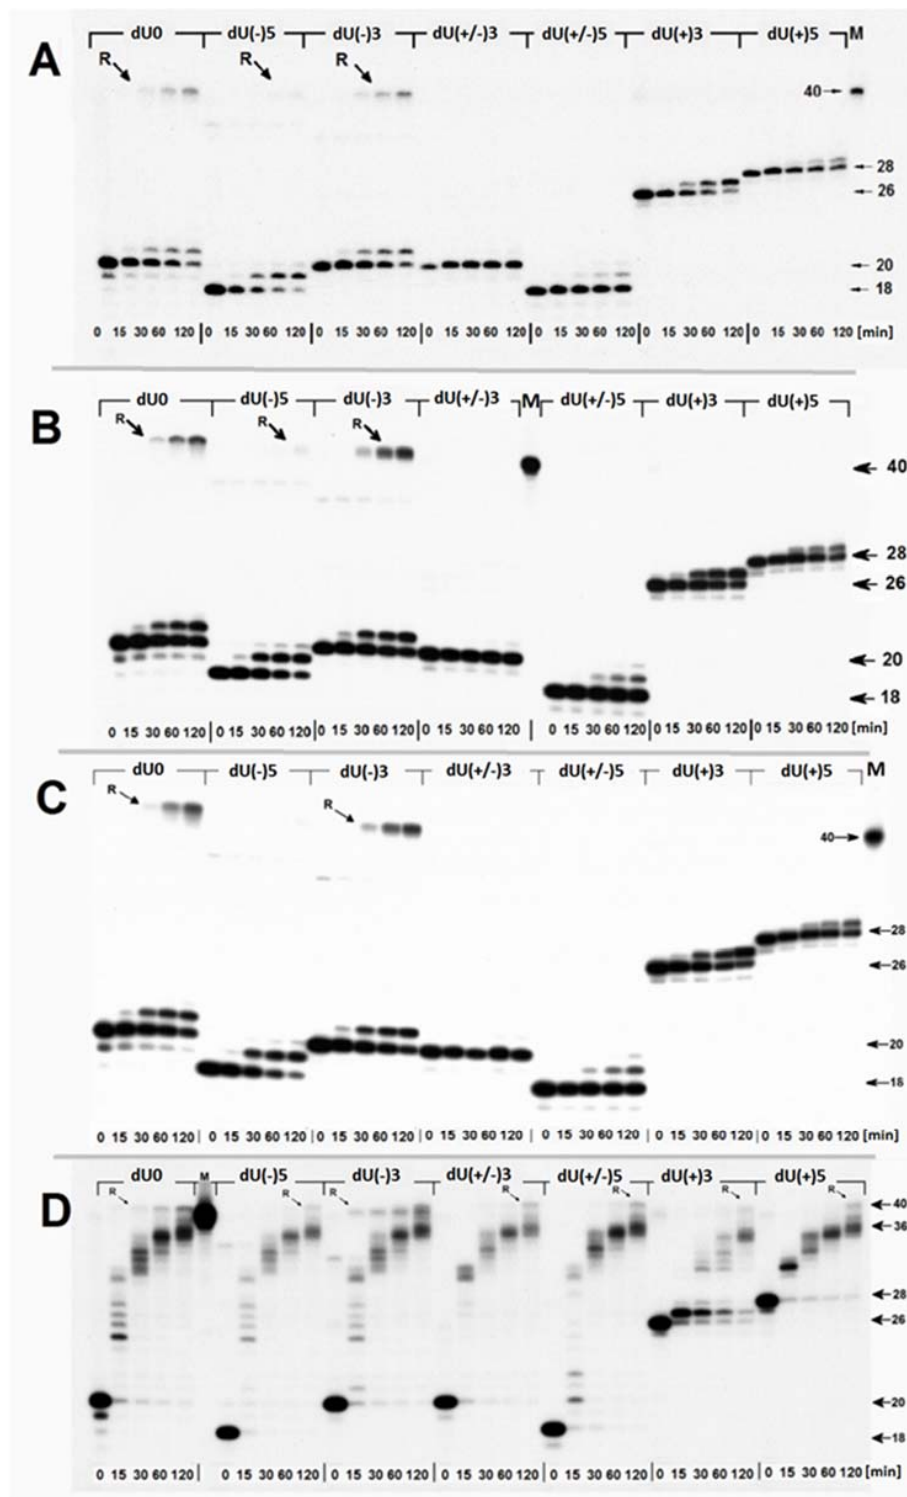 dU0 dU(-)5 dU(-)3 dU(+/-)3 dU(+/-)5 dU(+)3 dU(+)5 M
A R R R
40
28
26
20
18
0 15 30 60 120 0 15 30 60 120 0 15 30 60 120 0 15 30 60 120 0 15 30 60 120 0 15 30 60 120 0 15 30 60 120 [min]
dU0 dU(-)5 dU(-)3 dU(+/-)3 M dU(+/-)5 dU(+)3 dU(+)5
B R R R
40
28
26
20
18
0 15 30 60 120 0 15 30 60 120 0 15 30 60 120 0 15 30 60 120 0 15 30 60 120 0 15 30 60 120 0 15 30 60 120 [min]
dU0 dU(-)5 dU(-)3 dU(+/-)3 dU(+/-)5 dU(+)3 dU(+)5 M
C R R
40
28
26
20
18
0 15 30 60 120 0 15 30 60 120 0 15 30 60 120 0 15 30 60 120 0 15 30 60 120 0 15 30 60 120 0 15 30 60 120 [min]
dU0 M dU(-)5 dU(-)3 dU(+/-)3 dU(+/-)5 dU(+)3 dU(+)5
D R R R R R R R
40
36
28
26
20
18
0 15 30 60 120 0 15 30 60 120 0 15 30 60 120 0 15 30 60 120 0 15 30 60 120 0 15 30 60 120 0 15 30 60 120 [min]